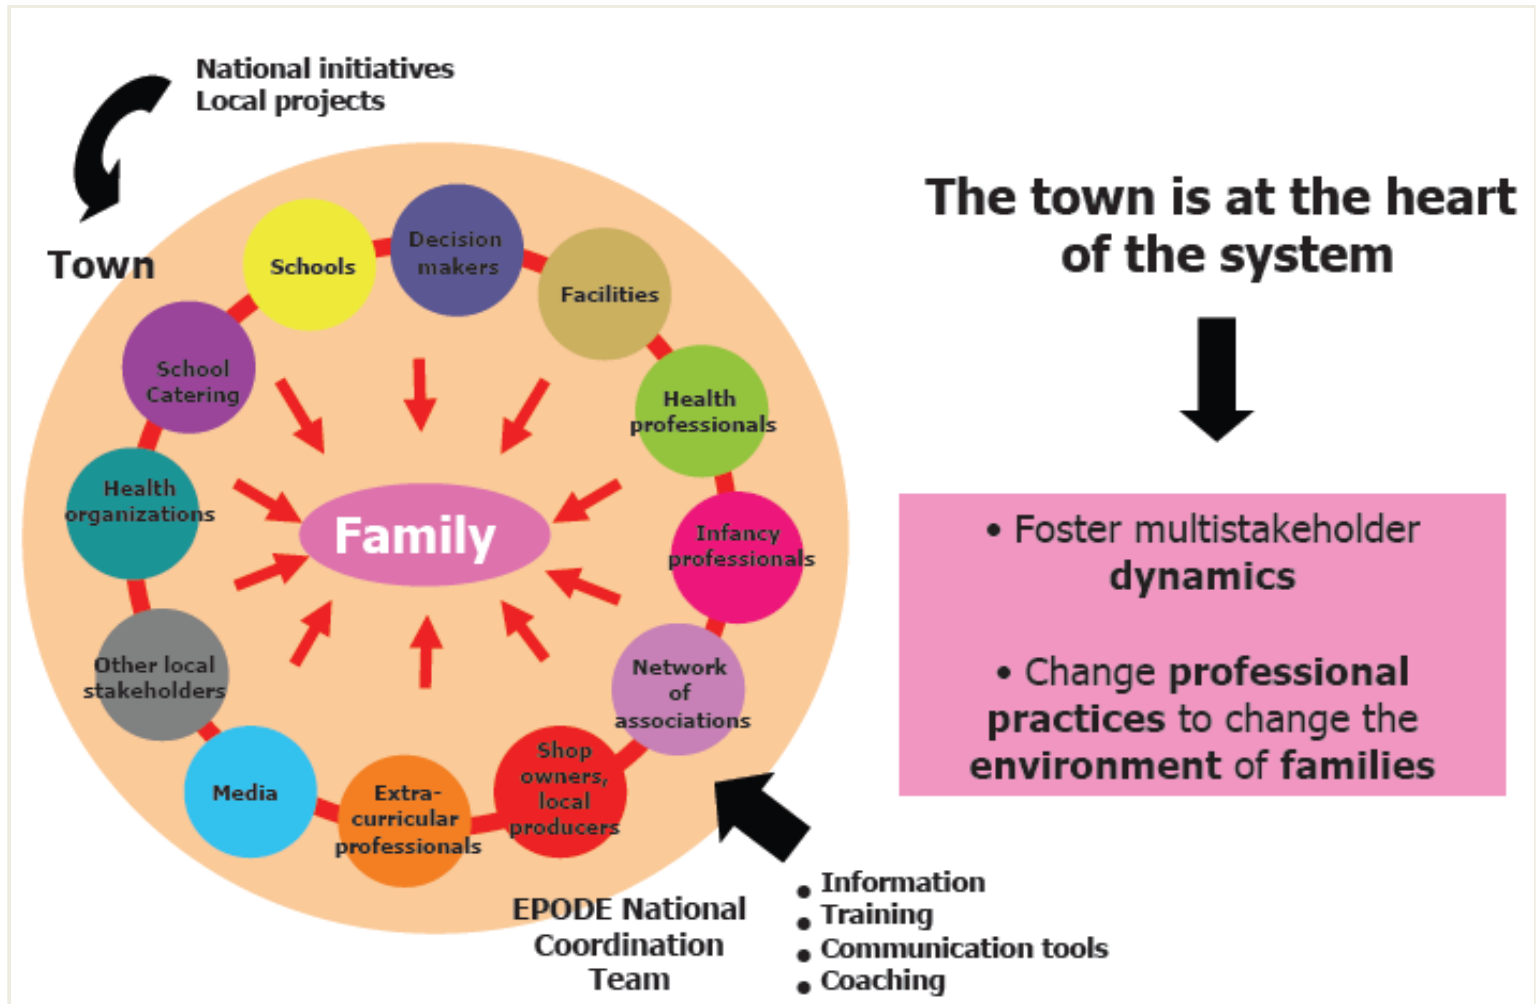 National initiatives
Local projects
Town
Schools
Decision
makers
Facilities
School
Catering
Health
professionals
Health
organizations
Family
Infancy
professionals
Other local
stakeholders
Network
of
associations
Media
Extra-
curricular
professionals
Shop
owners,
local
producers
EPODE National
Coordination
Team
• Information
• Training
• Communication tools
• Coaching
The town is at the heart
of the system
• Foster multistakeholder
dynamics
• Change professional
practices to change the
environment of families